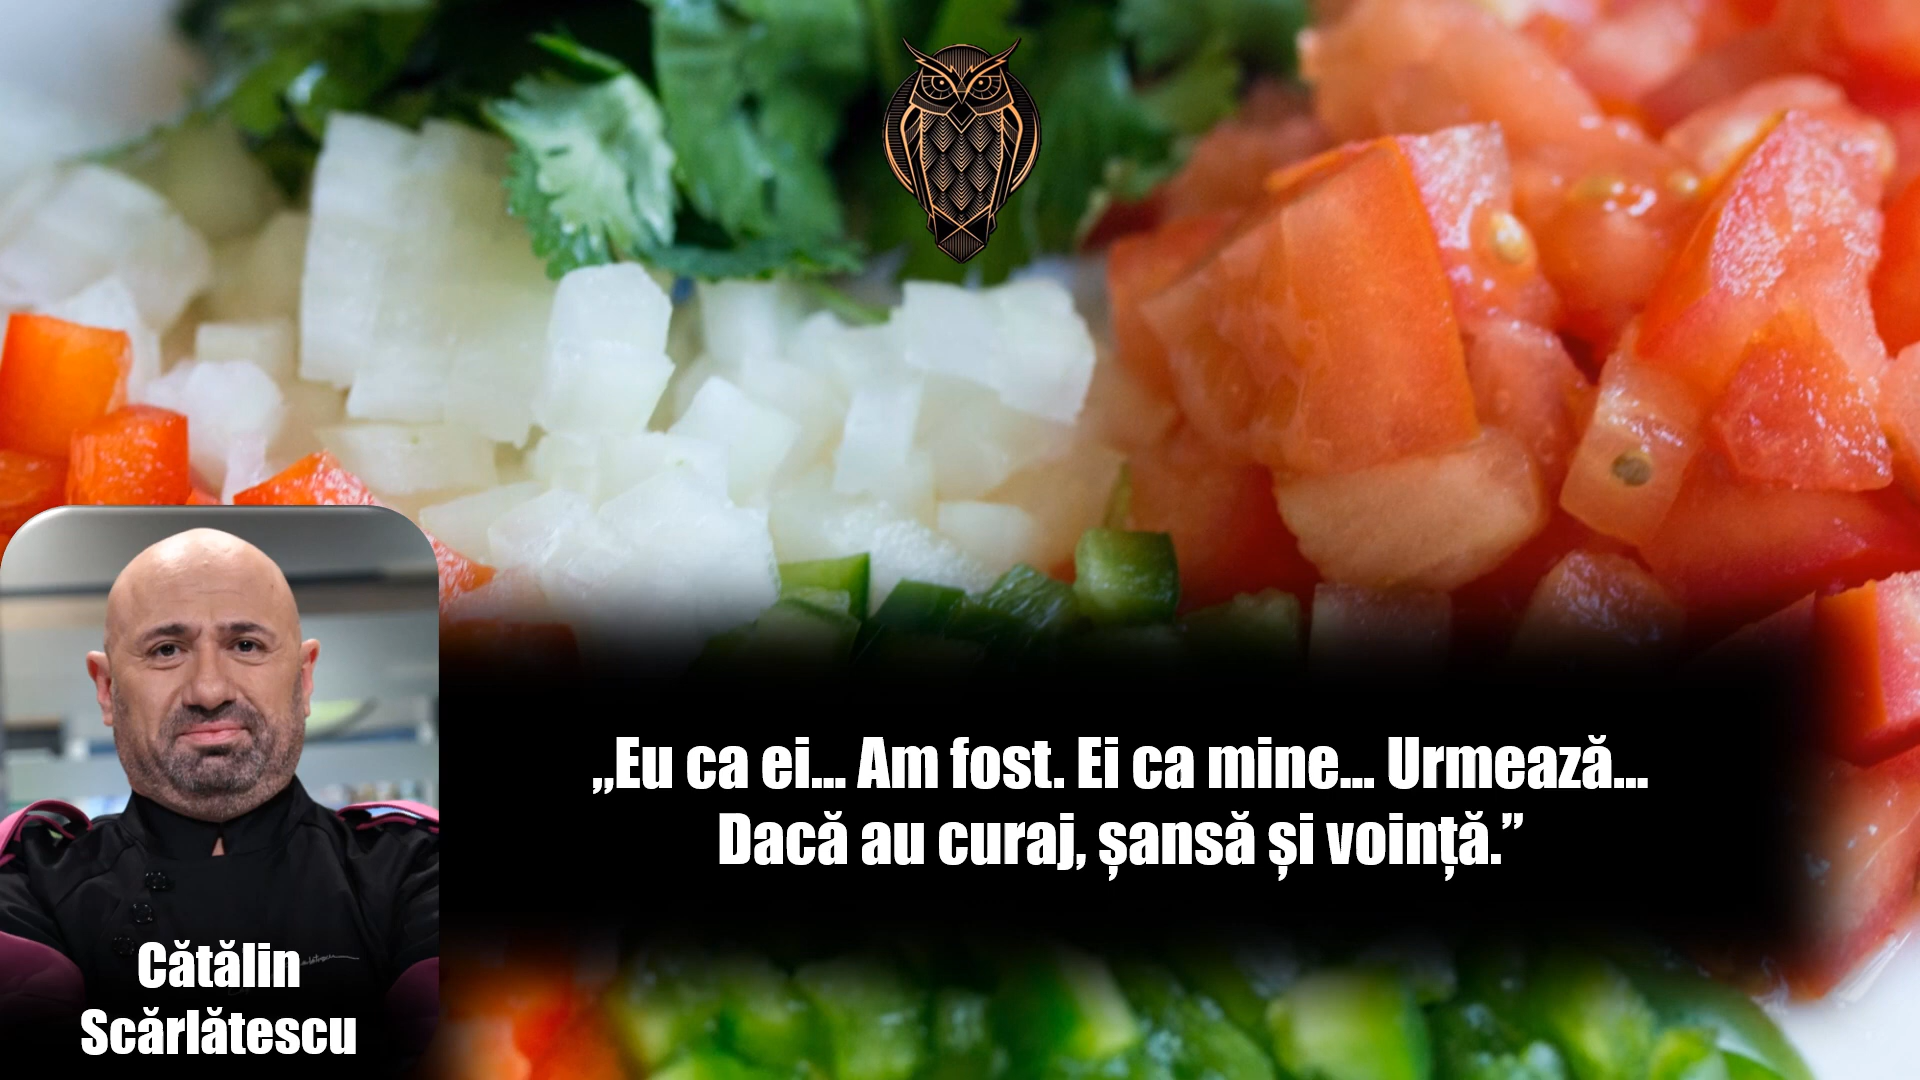 „Eu ca ei... Am fost. Ei ca mine... Urmează...
Dacă au curaj, șansă și voință.”
Cătălin
Scărlătescu